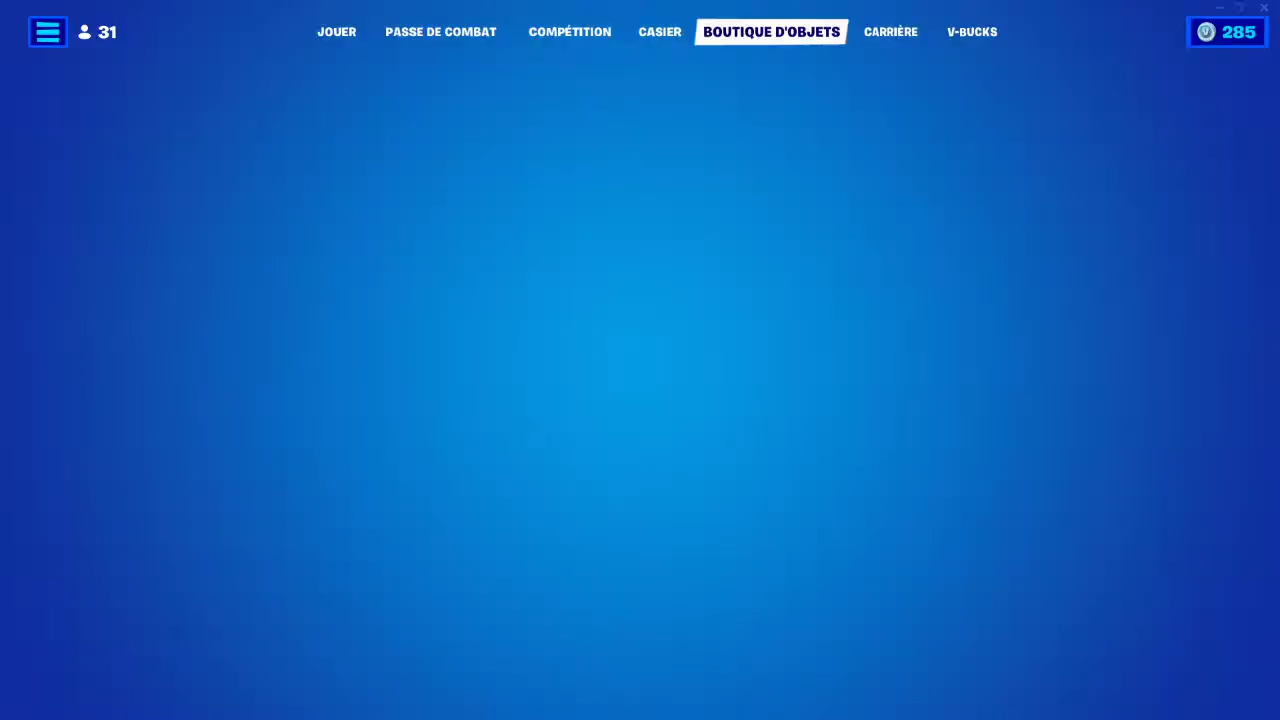 31
JOUER PASSE DE COMBAT COMPÉTITION CASIER BOUTIQUE D'OBJETS CARRIÈRE V-BUCKS
285